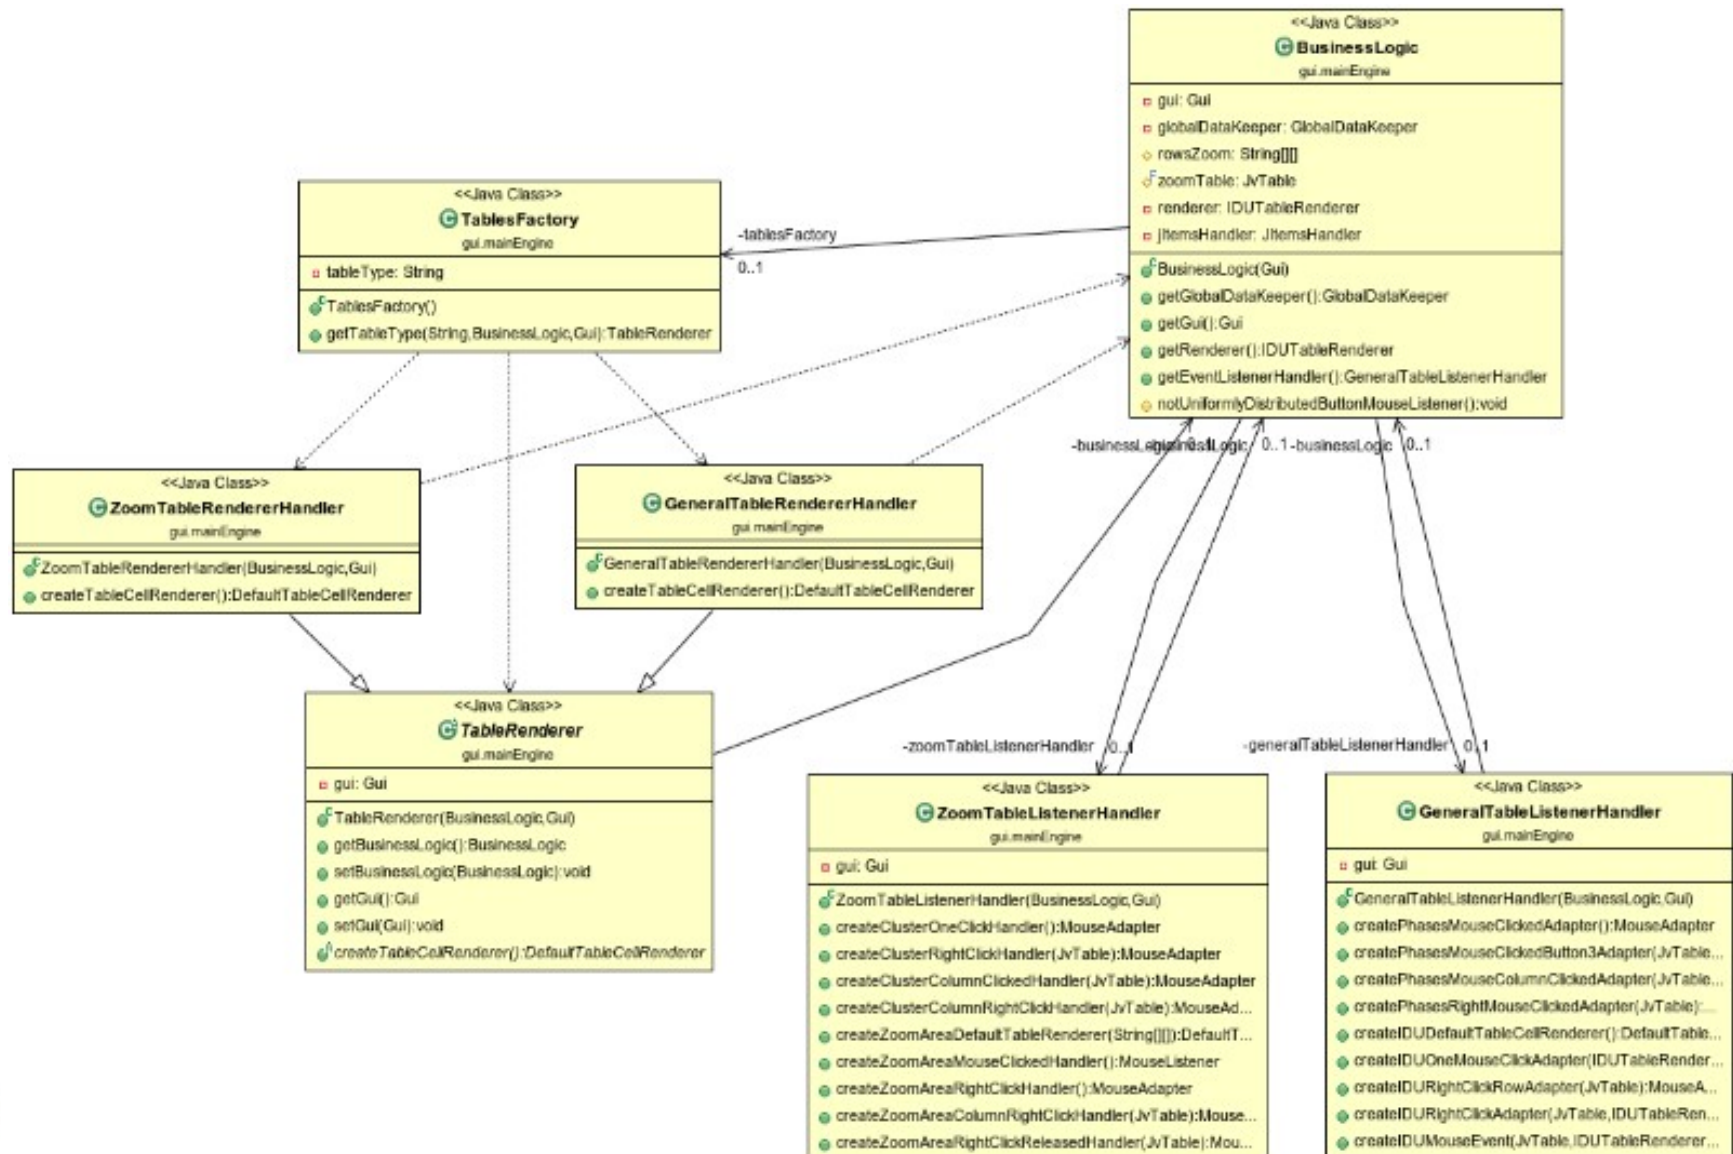 <<Java Class>>
BusinessLogic
gui.mainEngine
gui: Gui
globalDataKeeper: GlobalDataKeeper
rowsZoom: String[][]
zoomTable: JvTable
renderer: IDUTableRenderer
jItemsHandler: JItemsHandler
BusinessLogic(Gui)
getGlobalDataKeeper():GlobalDataKeeper
getGui():Gui
getRenderer():IDUTableRenderer
getEventListenerHandler():GeneralTableListenerHandler
notUniformlyDistributedButtonMouseListener():void
<<Java Class>>
TablesFactory
gui.mainEngine
tableType: String
TablesFactory()
getTableType(String,BusinessLogic,Gui):TableRenderer
-tablesFactory
0..1
-businessLogic
0..1
-businessLogic
0..1
-businessLogic
0..1
<<Java Class>>
ZoomTableRendererHandler
gui.mainEngine
ZoomTableRendererHandler(BusinessLogic,Gui)
createTableCellRenderer():DefaultTableCellRenderer
<<Java Class>>
GeneralTableRendererHandler
gui.mainEngine
GeneralTableRendererHandler(BusinessLogic,Gui)
createTableCellRenderer():DefaultTableCellRenderer
<<Java Class>>
TableRenderer
gui.mainEngine
gui: Gui
TableRenderer(BusinessLogic,Gui)
getBusinessLogic():BusinessLogic
setBusinessLogic(BusinessLogic):void
getGui():Gui
setGui(Gui):void
createTableCellRenderer():DefaultTableCellRenderer
-zoomTableListenerHandler
0..1
-generalTableListenerHandler
0..1
<<Java Class>>
ZoomTableListenerHandler
gui.mainEngine
gui: Gui
ZoomTableListenerHandler(BusinessLogic,Gui)
createClusterOneClickHandler():MouseAdapter
createClusterRightClickHandler(JvTable):MouseAdapter
createClusterColumnClickedHandler(JvTable):MouseAdapter
createClusterColumnRightClickHandler(JvTable):MouseAd...
createZoomAreaDefaultTableRenderer(String[][]):DefaultT...
createZoomAreaMouseClickedHandler():MouseListener
createZoomAreaRightClickHandler():MouseAdapter
createZoomAreaColumnRightClickHandler(JvTable):Mouse...
createZoomAreaRightClickReleasedHandler(JvTable):Mou...
<<Java Class>>
GeneralTableListenerHandler
gui.mainEngine
gui: Gui
GeneralTableListenerHandler(BusinessLogic,Gui)
createPhasesMouseClickedAdapter():MouseAdapter
createPhasesMouseClickedButton3Adapter(JvTable...
createPhasesMouseColumnClickedAdapter(JvTable...
createPhasesRightMouseClickedAdapter(JvTable):...
createIDUDefaultTableCellRenderer():DefaultTable...
createIDUOneMouseClickAdapter(IDUTableRender...
createIDURightClickRowAdapter(JvTable):MouseA...
createIDURightClickAdapter(JvTable,IDUTableRen...
createIDUMouseEvent(JvTable,IDUTableRenderer...